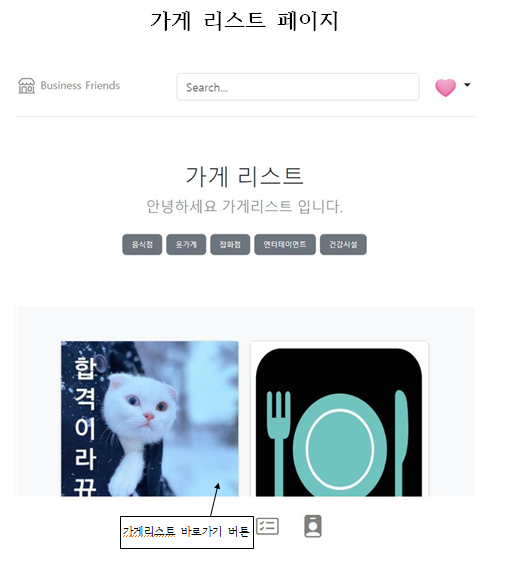 가게 리스트 페이지
Business Friends
Search...
가게 리스트
안녕하세요 가게리스트 입니다.
음식점 옷가게 잡화점 엔터테이먼트 건강시설
합격이라꾸
가게리스트 바로가기 버튼